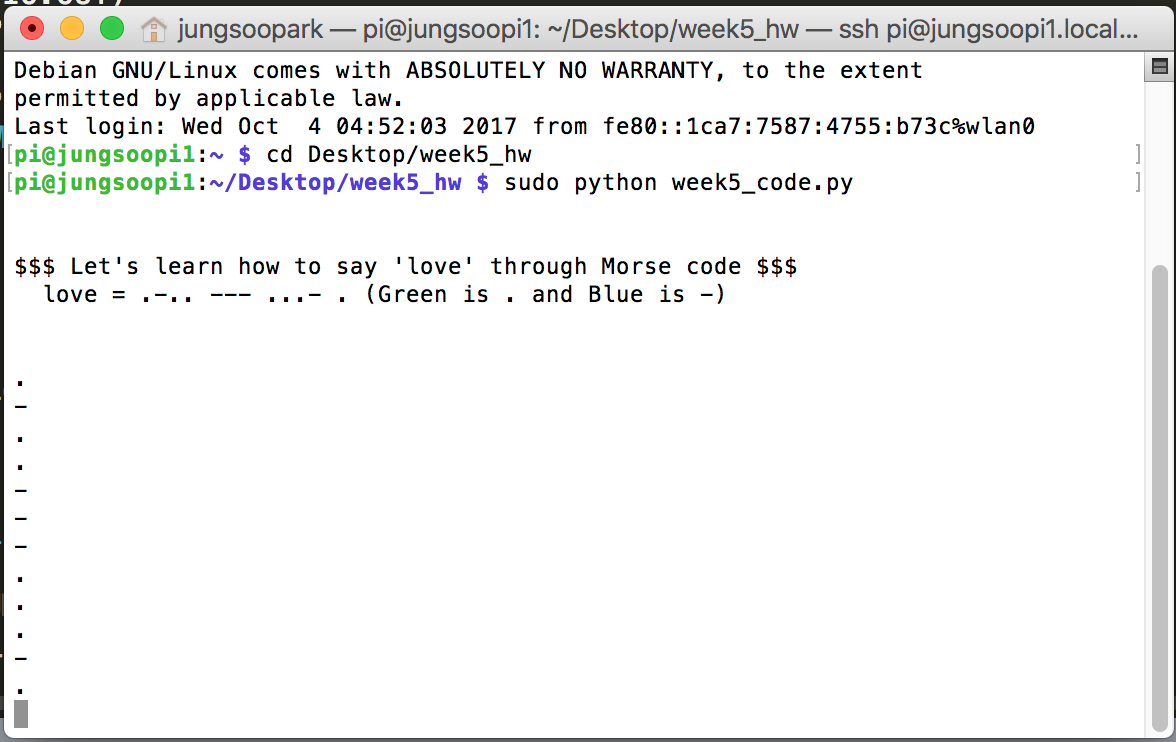 jungsoopark — pi@jungsoopi1: ~/Desktop/week5_hw — ssh pi@jungsoopi1.local...
Debian GNU/Linux comes with ABSOLUTELY NO WARRANTY, to the extent
permitted by applicable law.
Last login: Wed Oct  4 04:52:03 2017 from fe80::1ca7:7587:4755:b73c%wlan0
[pi@jungsoopi1:~ $ cd Desktop/week5_hw ]
[pi@jungsoopi1:~/Desktop/week5_hw $ sudo python week5_code.py ]
$$$ Let's learn how to say 'love' through Morse code $$$
love = .-.. --- ...- . (Green is . and Blue is -)
.
-
.
.
-
-
-
.
.
.
-
.